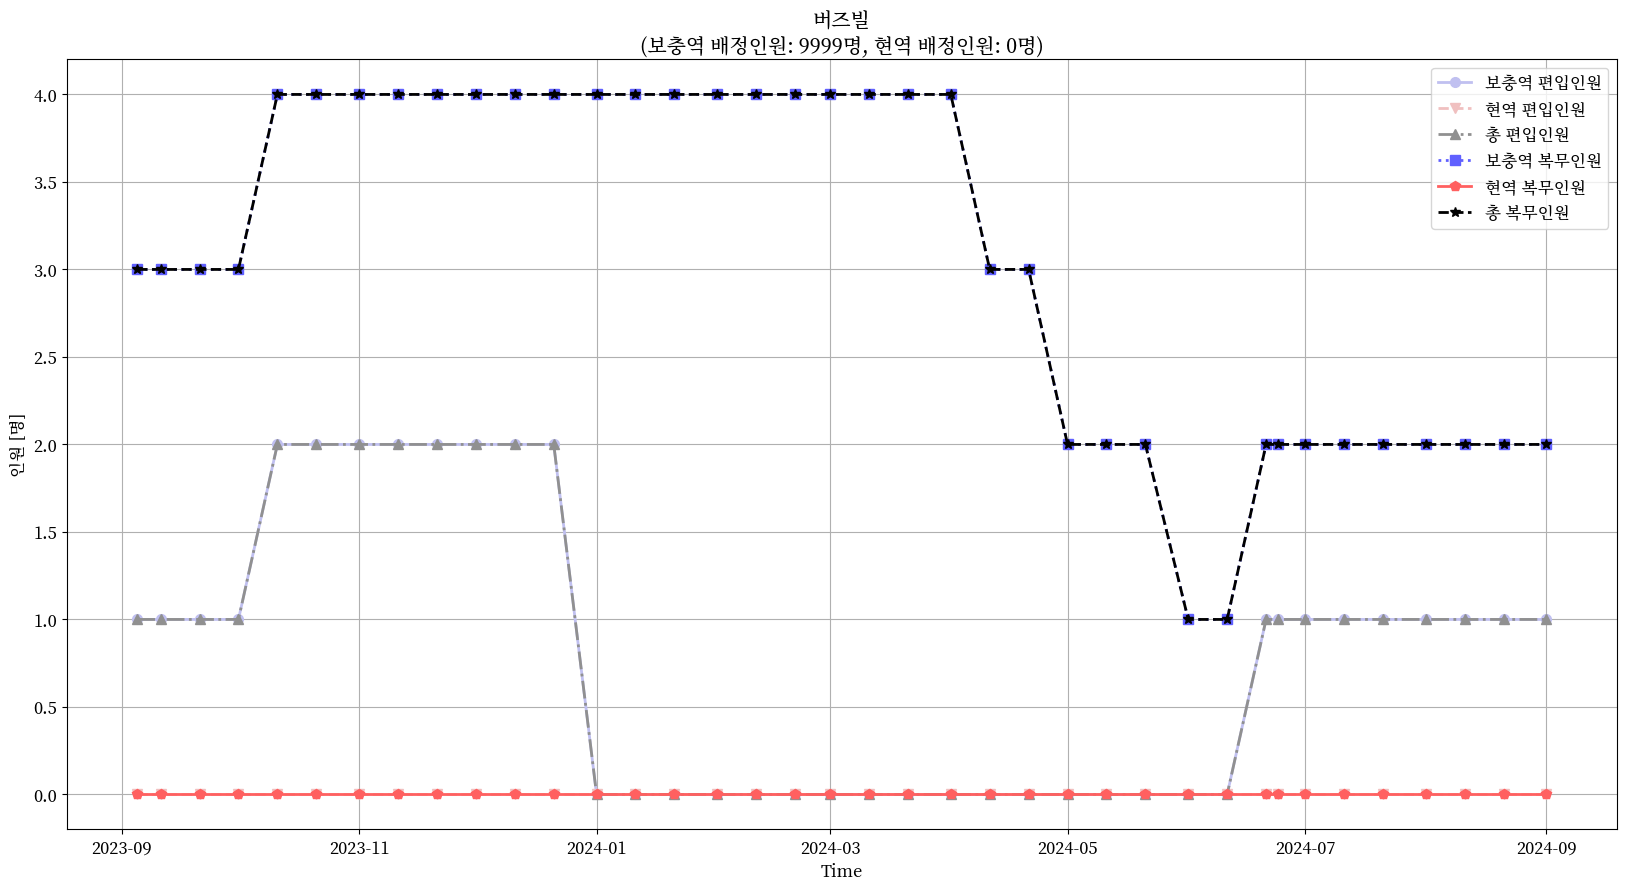 버즈빌
(보충역 배정인원: 9999명, 현역 배정인원: 0명)
보충역 편입인원
현역 편입인원
총 편입인원
보충역 복무인원
현역 복무인원
총 복무인원
인원 [명]
4.0
3.5
3.0
2.5
2.0
1.5
1.0
0.5
0.0
2023-09 2023-11 2024-01 2024-03 2024-05 2024-07 2024-09
Time